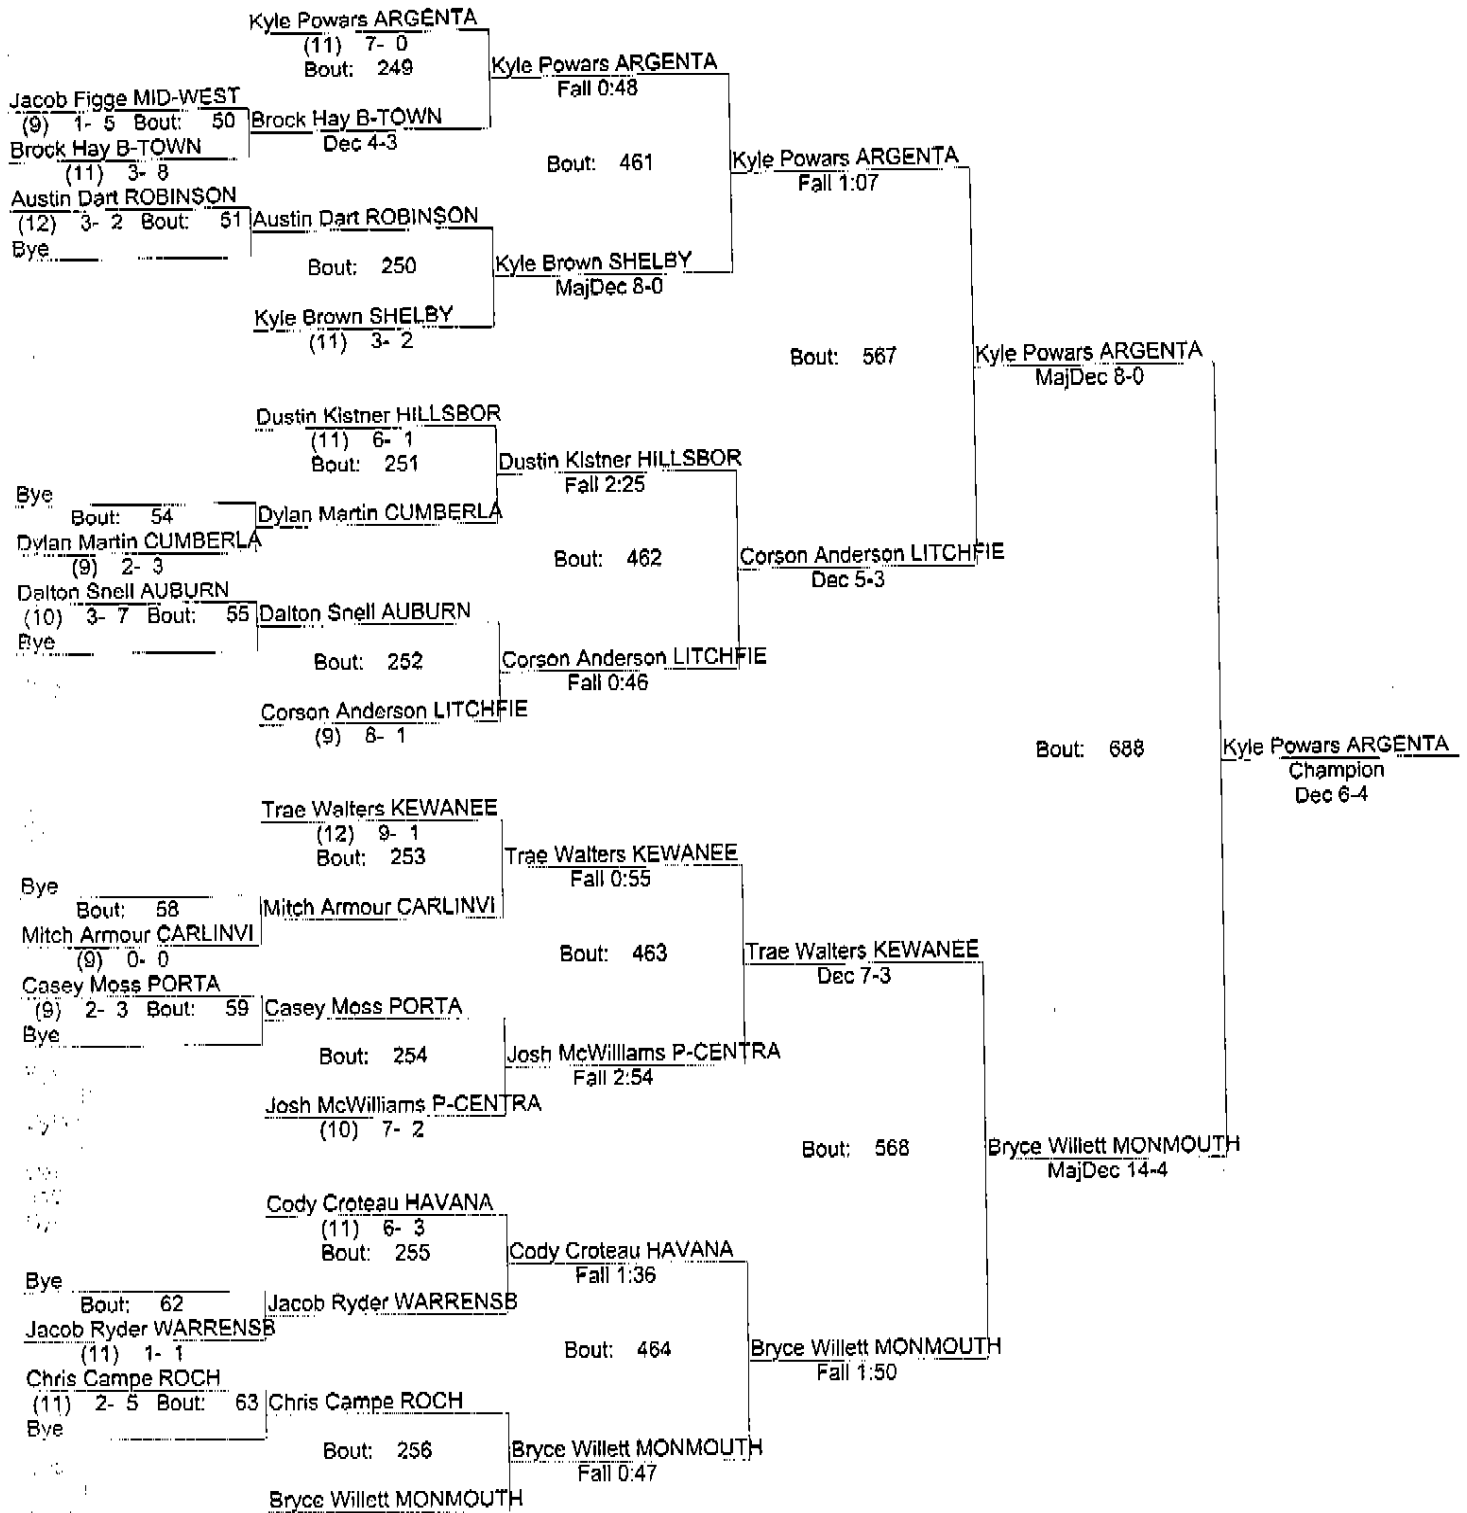 Kyle Powars ARGENTA
(11) 7- 0
Bout: 249
Kyle Powars ARGENTA
Fall 0:48
Jacob Figge MID-WEST
(9) 1- 5 Bout: 50
Brock Hay B-TOWN
Dec 4-3
Brock Hay B-TOWN
(11) 3- 8
Bout: 461
Kyle Powars ARGENTA
Fall 1:07
Austin Dart ROBINSON
(12) 3- 2 Bout: 51
Austin Dart ROBINSON
Bye
Bout: 250
Kyle Brown SHELBY
MajDec 8-0
Kyle Brown SHELBY
(11) 3- 2
Bout: 567
Kyle Powars ARGENTA
MajDec 8-0
Dustin Kistner HILLSBOR
(11) 6- 1
Bout: 251
Dustin Kistner HILLSBOR
Fall 2:25
Bye
Bout: 54
Dylan Martin CUMBERLA
Dylan Martin CUMBERLA
(9) 2- 3
Bout: 462
Corson Anderson LITCHFIE
Dec 5-3
Dalton Snell AUBURN
(10) 3- 7 Bout: 55
Dalton Snell AUBURN
Bye
Bout: 252
Corson Anderson LITCHFIE
Fall 0:46
Corson Anderson LITCHFIE
(9) 8- 1
Bout: 688
Kyle Powars ARGENTA
Champion
Dec 6-4
Trae Walters KEWANEE
(12) 9- 1
Bout: 253
Trae Walters KEWANEE
Fall 0:55
Bye
Bout: 58
Mitch Armour CARLINVI
Mitch Armour CARLINVI
(9) 0- 0
Bout: 463
Trae Walters KEWANEE
Dec 7-3
Casey Moss PORTA
(9) 2- 3 Bout: 59
Casey Moss PORTA
Bye
Bout: 254
Josh McWilliams P-CENTRA
Fall 2:54
Josh McWilliams P-CENTRA
(10) 7- 2
Bout: 568
Bryce Willett MONMOUTH
MajDec 14-4
Cody Croteau HAVANA
(11) 6- 3
Bout: 255
Cody Croteau HAVANA
Fall 1:36
Bye
Bout: 62
Jacob Ryder WARRENSB
Jacob Ryder WARRENSB
(11) 1- 1
Bout: 464
Bryce Willett MONMOUTH
Fall 1:50
Chris Campe ROCH
(11) 2- 5 Bout: 63
Chris Campe ROCH
Bye
Bout: 256
Bryce Willett MONMOUTH
Fall 0:47
Bryce Willett MONMOUTH